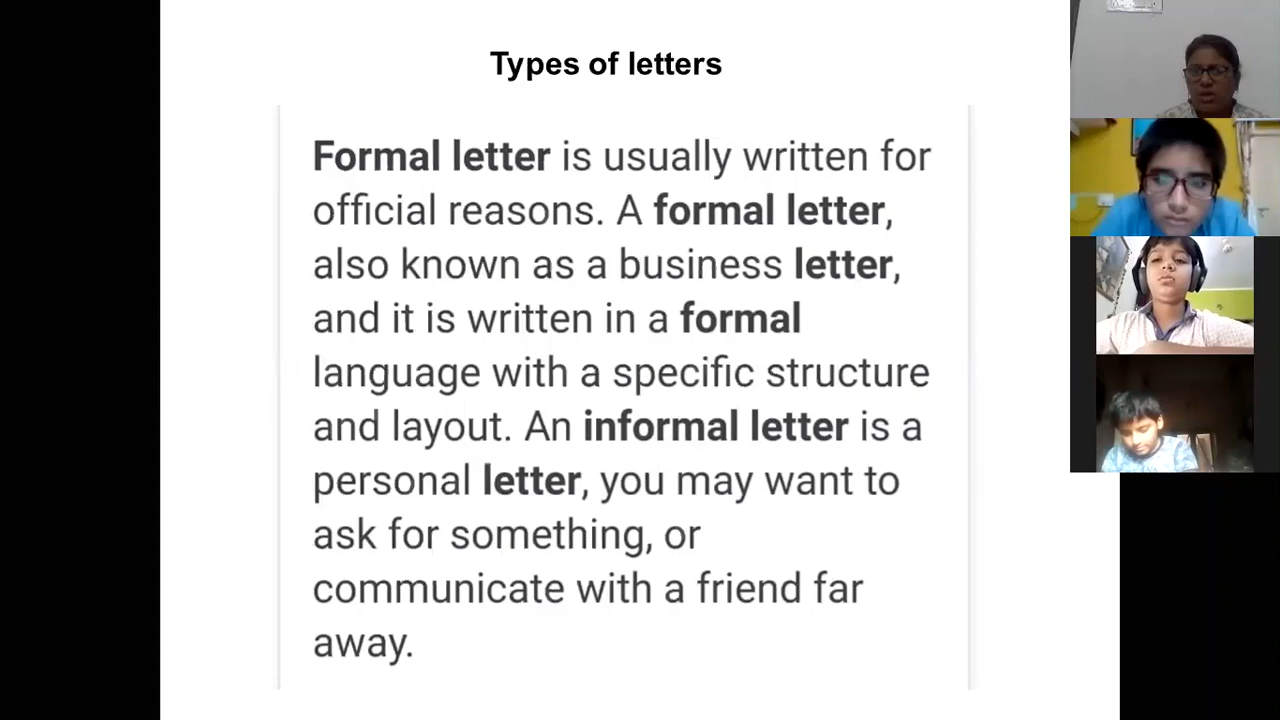 Types of letters
Formal letter is usually written for
official reasons. A formal letter,
also known as a business letter,
and it is written in a formal
language with a specific structure
and layout. An informal letter is a
personal letter, you may want to
ask for something, or
communicate with a friend far
away.